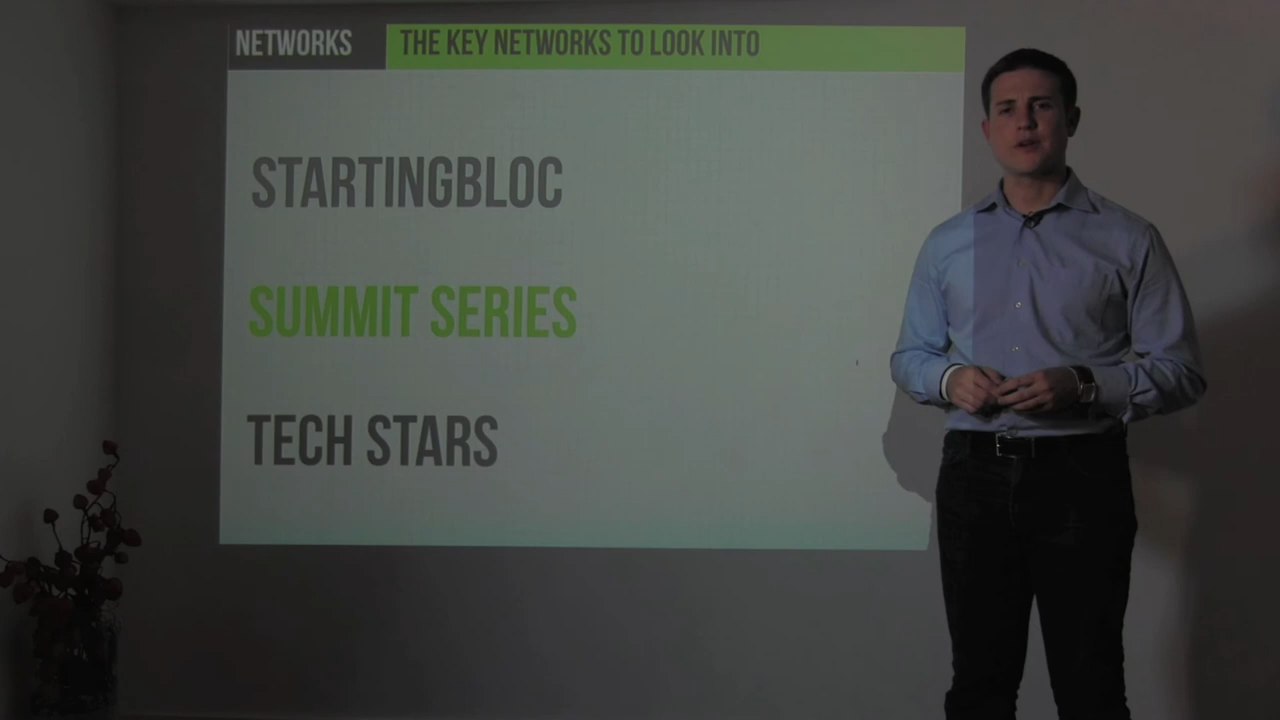 NETWORKS THE KEY NETWORKS TO LOOK INTO
STARTINGBLOC
SUMMIT SERIES
TECH STARS